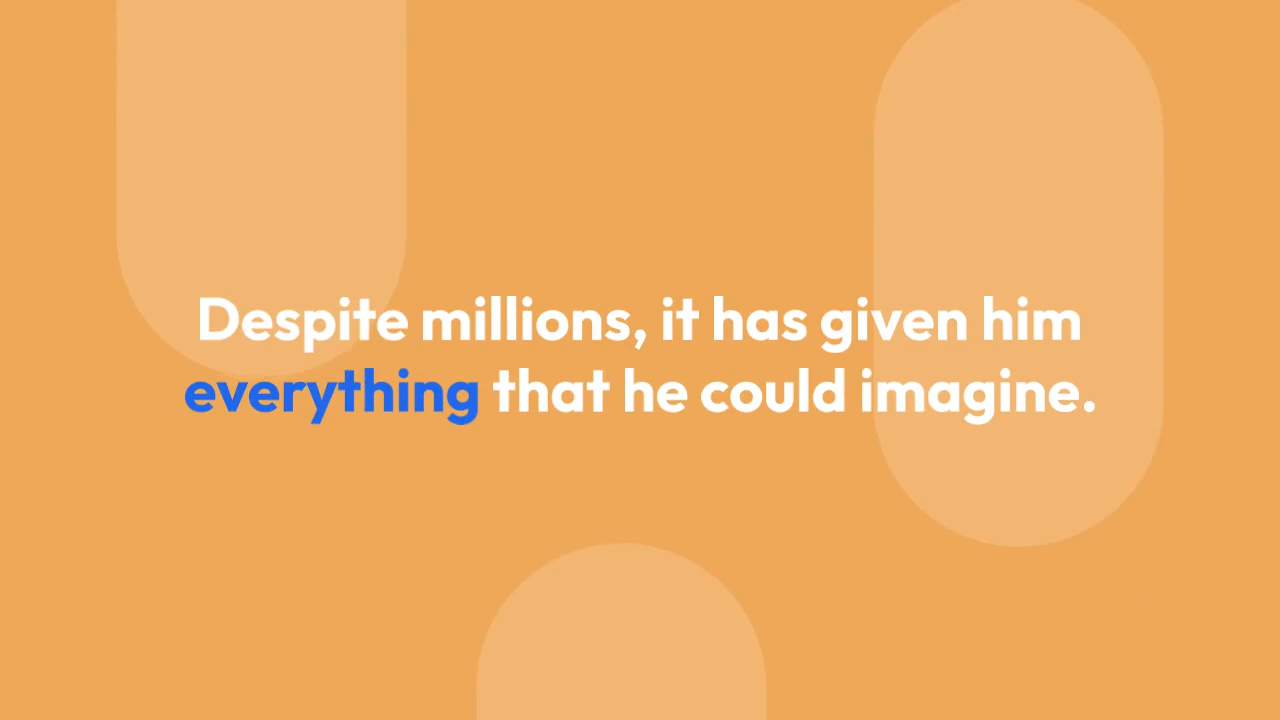 Despite millions, it has given him
everything that he could imagine.